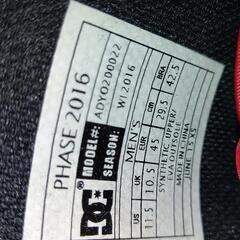 PHASE 2016
MODEL#: ADYO200022
SEASON: WI.2016
MEN'S
US UK EUR cm BRA
11.5 10.5 45 29.5 42.5
SYNTHETIC UPPER/
EVA OUTSOLE
MADE IN CHINA